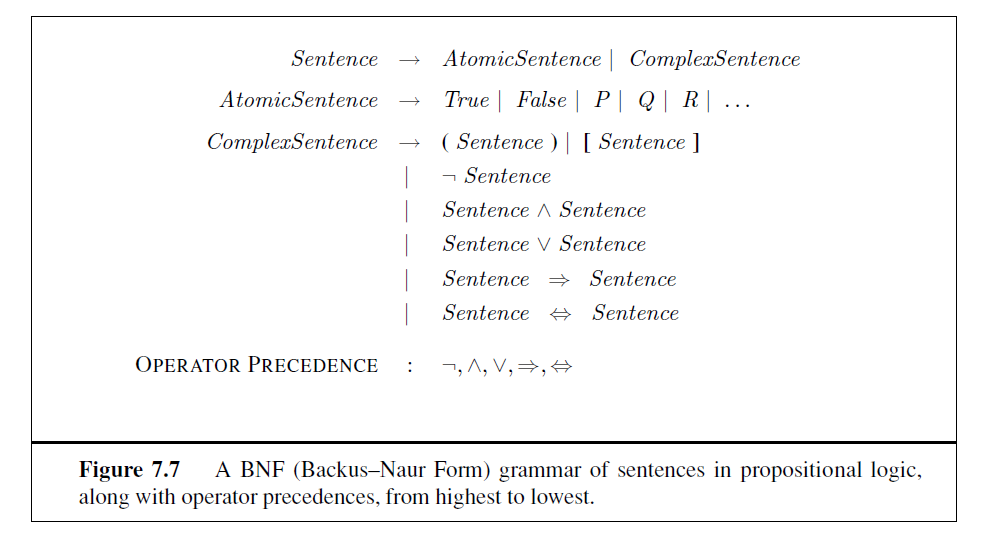 Sentence → AtomicSentence | ComplexSentence
AtomicSentence → True | False | P | Q | R | ...
ComplexSentence → ( Sentence ) | [ Sentence ]
| ¬ Sentence
| Sentence ∧ Sentence
| Sentence ∨ Sentence
| Sentence ⇒ Sentence
| Sentence ⇔ Sentence
OPERATOR PRECEDENCE : ¬, ∧, ∨, ⇒, ⇔
Figure 7.7 A BNF (Backus–Naur Form) grammar of sentences in propositional logic,
along with operator precedences, from highest to lowest.